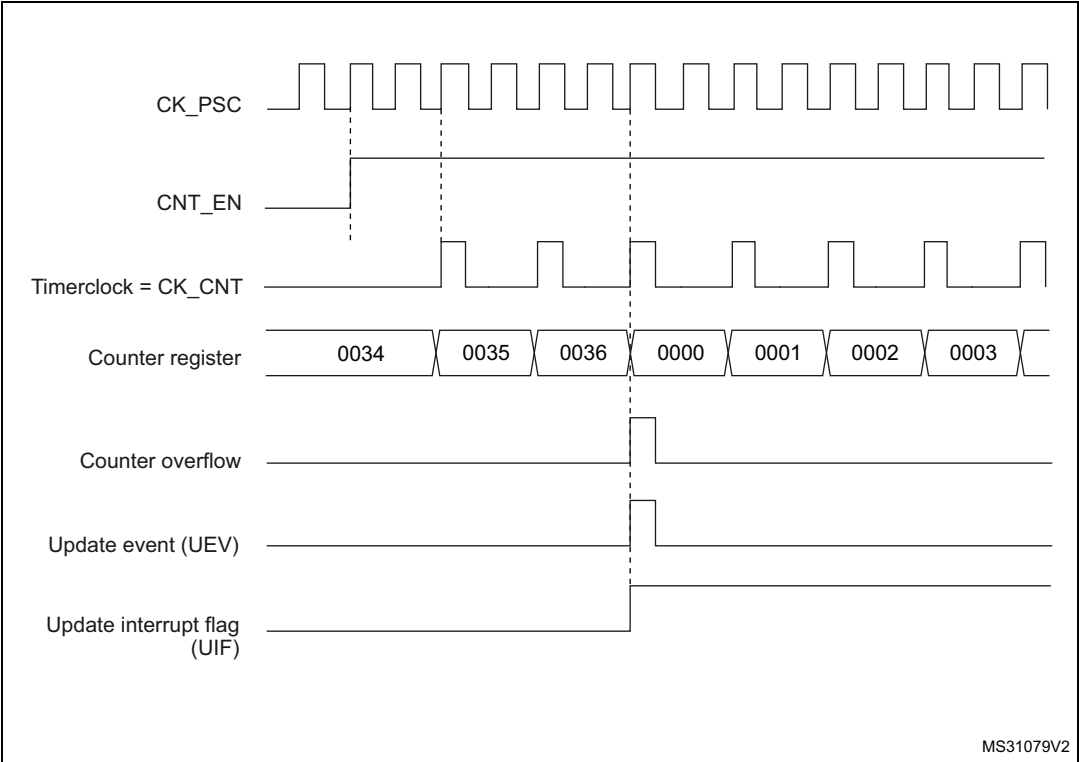 CK_PSC
CNT_EN
Timerclock = CK_CNT
Counter register 0034 0035 0036 0000 0001 0002 0003
Counter overflow
Update event (UEV)
Update interrupt flag
(UIF)
MS31079V2